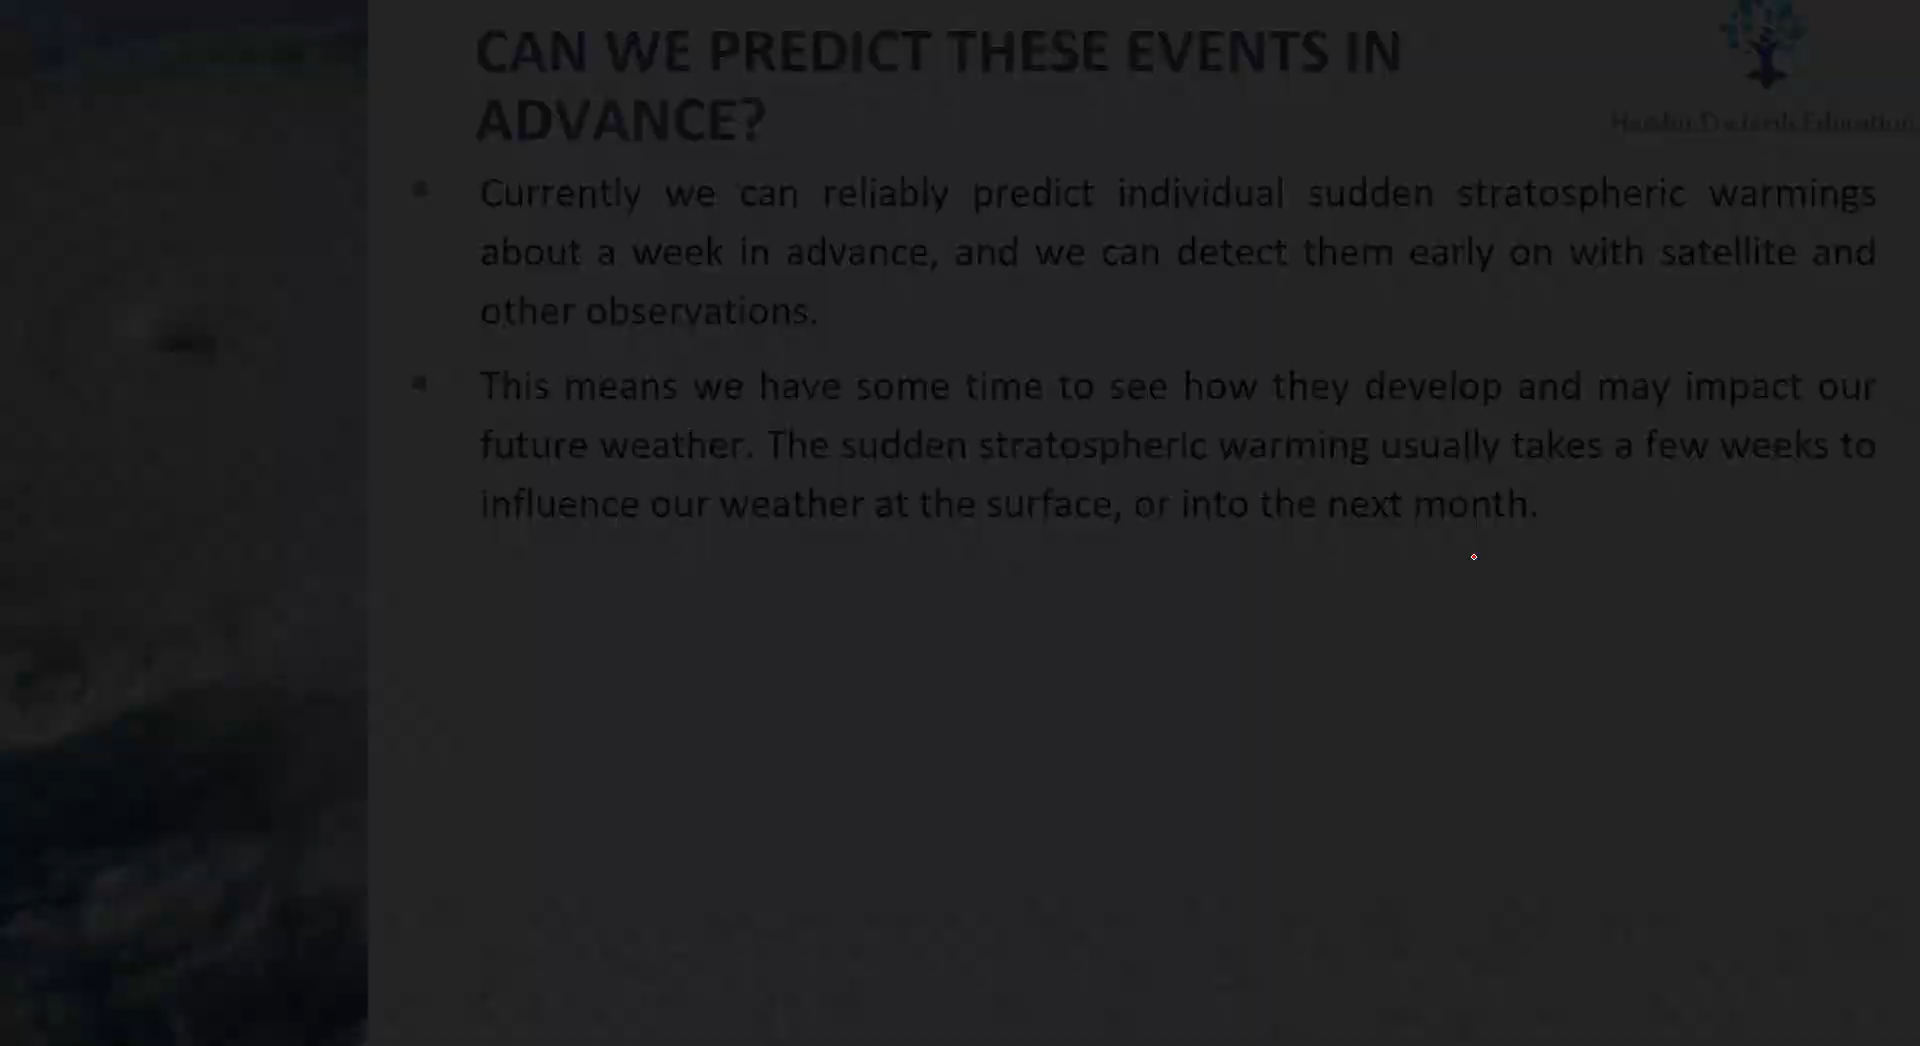 CAN WE PREDICT THESE EVENTS IN
ADVANCE?
Currently we can reliably predict individual sudden stratospheric warmings
about a week in advance, and we can detect them early on with satellite and
other observations.
This means we have some time to see how they develop and may impact our
future weather. The sudden stratospheric warming usually takes a few weeks to
influence our weather at the surface, or into the next month.
Education